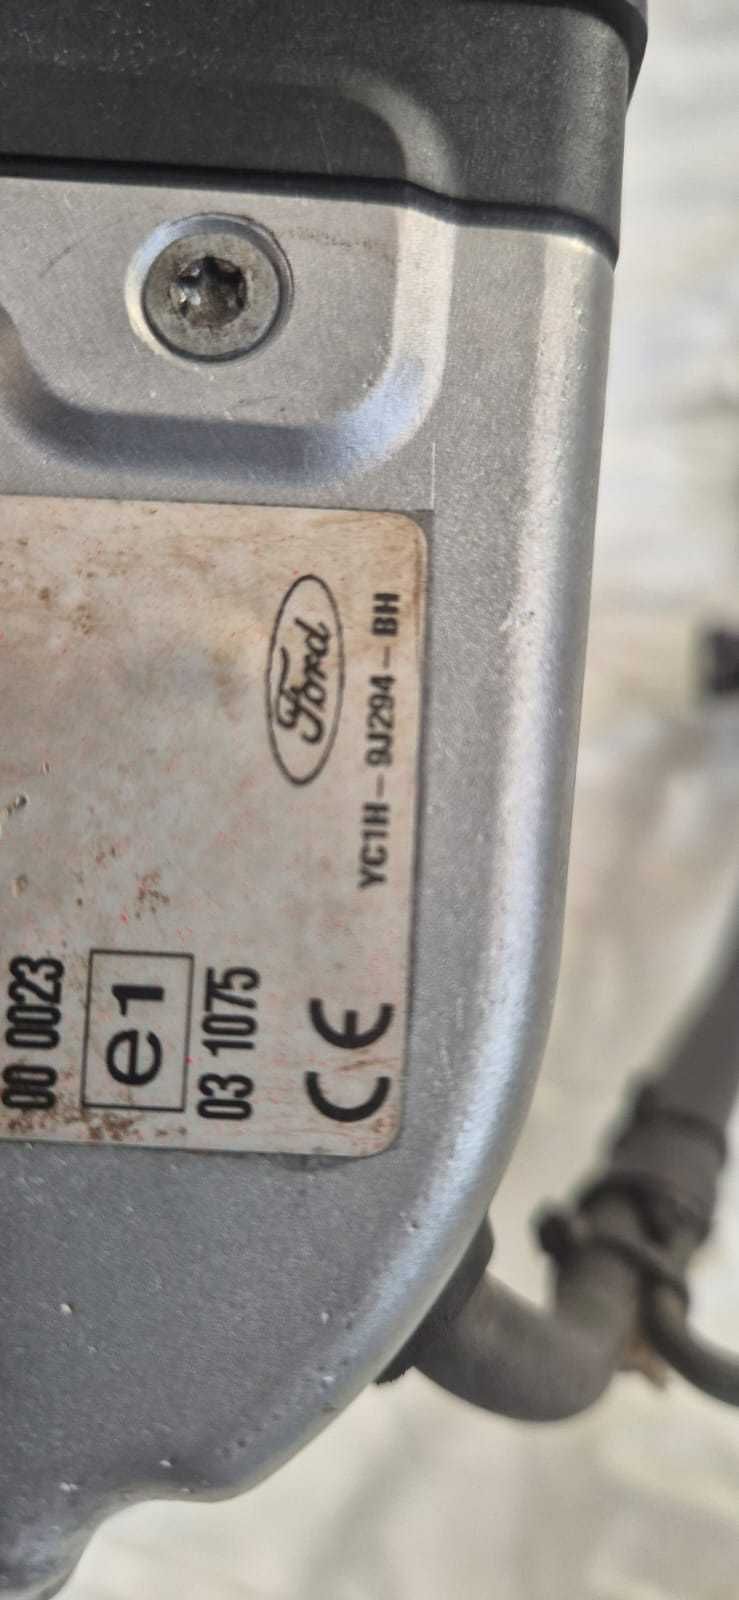 Ford
YC1H-9J294-BH
00 0023
e1
03 1075
CE